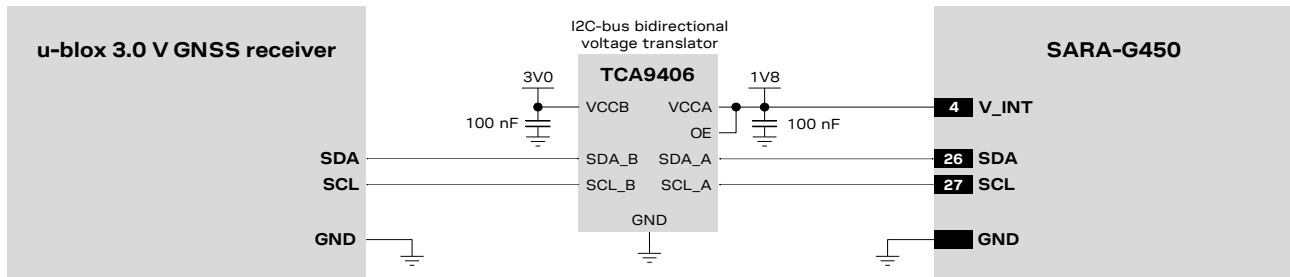 I2C-bus bidirectional
voltage translator
u-blox 3.0 V GNSS receiver
TCA9406
SARA-G450
3V0
1V8
VCCB
VCCA
4 V_INT
100 nF
OE
100 nF
SDA
SDA_B
SDA_A
26 SDA
SCL
SCL_B
SCL_A
27 SCL
GND
GND
GND